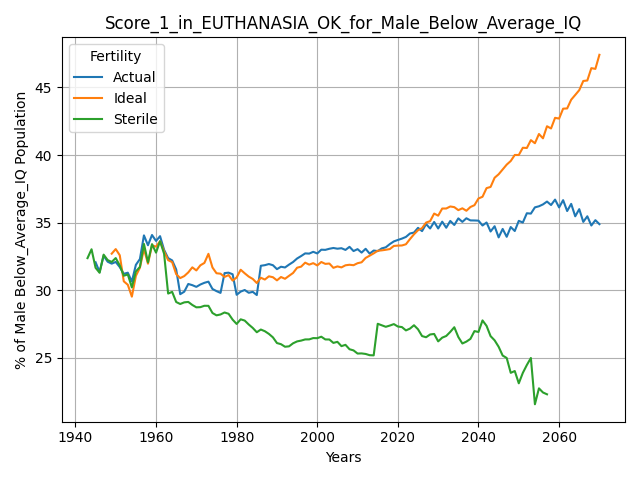 Score_1_in_EUTHANASIA_OK_for_Male_Below_Average_IQ
Fertility
Actual
Ideal
Sterile
% of Male Below_Average_IQ Population
45
40
35
30
25
1940 1960 1980 2000 2020 2040 2060
Years